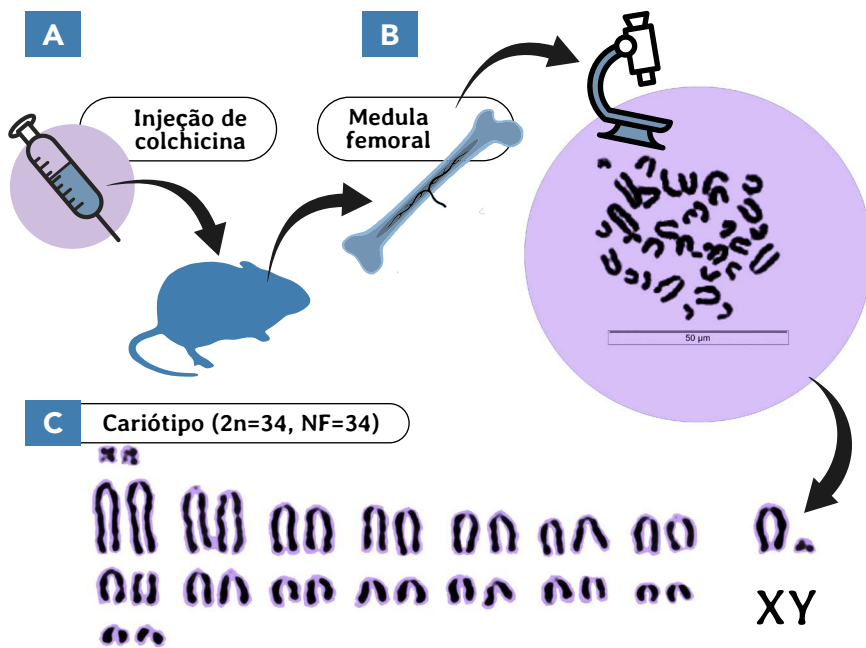 A
B
Injeção de
colchicina
Medula
femoral
50 µm
C
Cariótipo (2n=34, NF=34)
XY